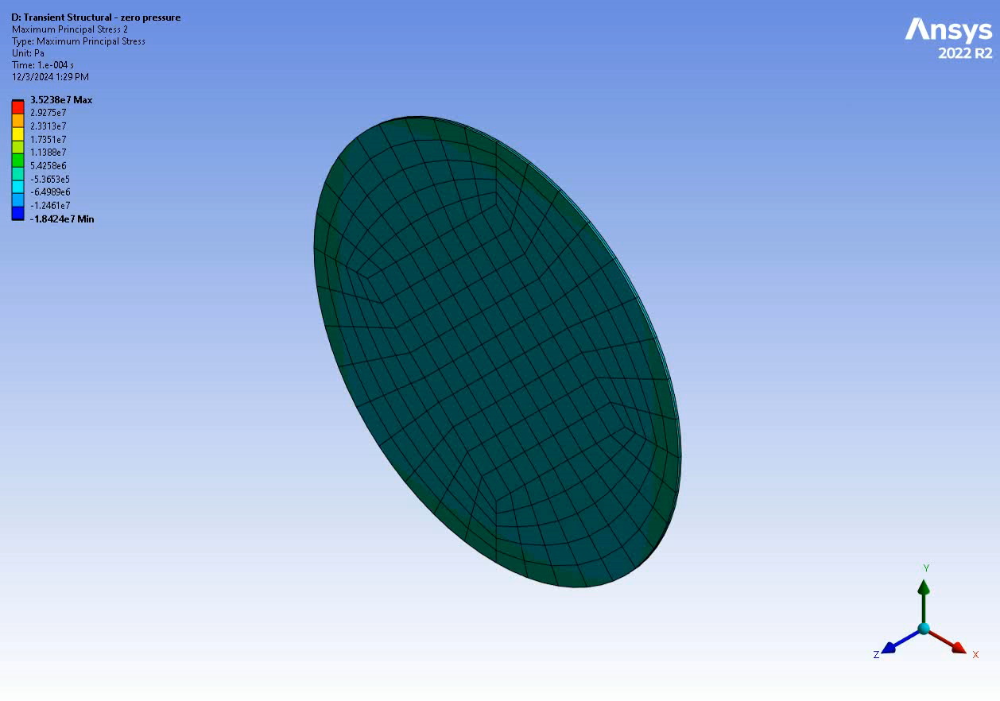 D: Transient Structural - zero pressure
Maximum Principal Stress 2
Type: Maximum Principal Stress
Unit: Pa
Time: 1.e-004 s
12/3/2024 1:29 PM
Ansys
2022 R2
3.5238e7 Max
2.9275e7
2.3313e7
1.7351e7
1.1388e7
5.4258e6
-5.3653e5
-6.4989e6
-1.2461e7
-1.8424e7 Min
Y
Z
X